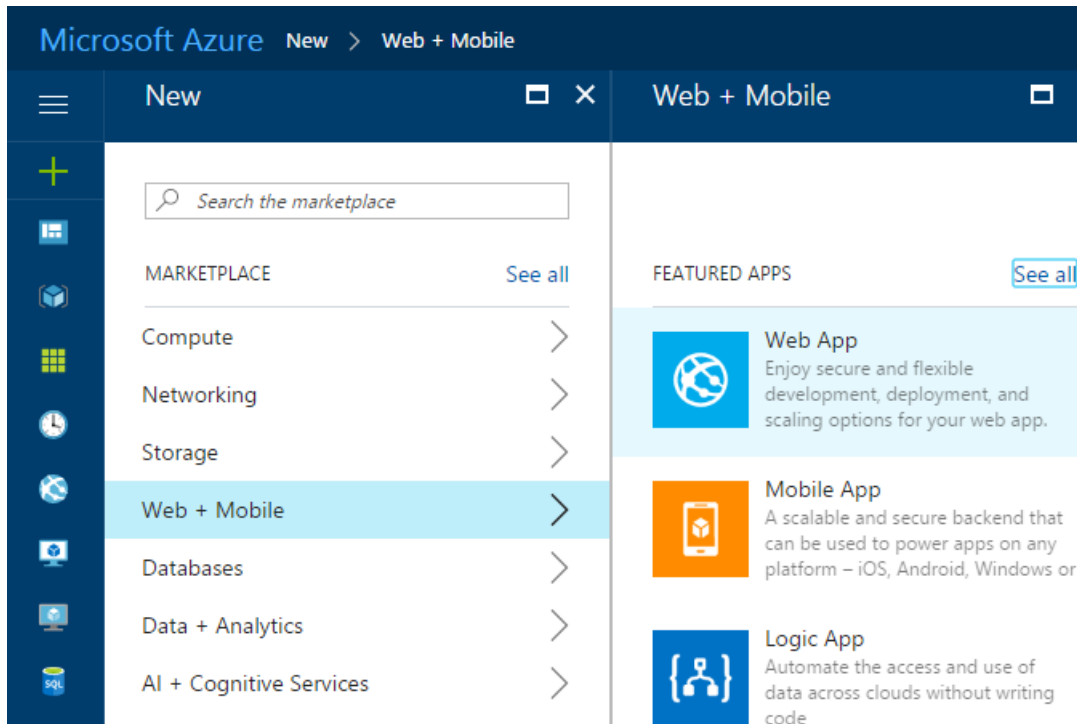 Microsoft Azure New > Web + Mobile
New
Search the marketplace
MARKETPLACE See all
Compute
Networking
Storage
Web + Mobile
Databases
Data + Analytics
AI + Cognitive Services
SQL
Web + Mobile
FEATURED APPS See all
Web App
Enjoy secure and flexible
development, deployment, and
scaling options for your web app.
Mobile App
A scalable and secure backend that
can be used to power apps on any
platform – iOS, Android, Windows or
Logic App
Automate the access and use of
data across clouds without writing
code